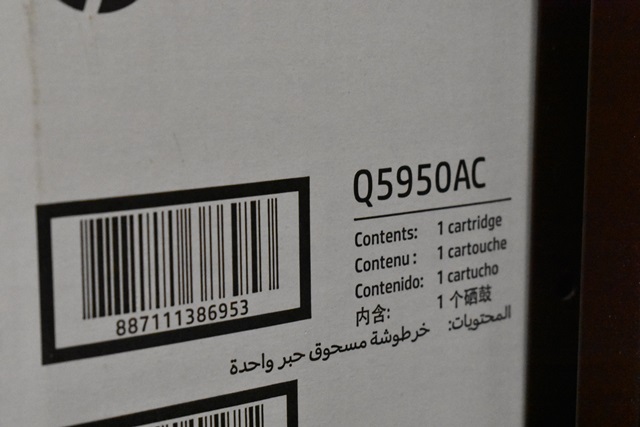 Q5950AC
Contents: 1 cartridge
Contenu : 1 cartouche
Contenido: 1 cartucho
内含: 1 个硒鼓
المحتويات: خرطوشة مسحوق حبر واحدة
887111386953